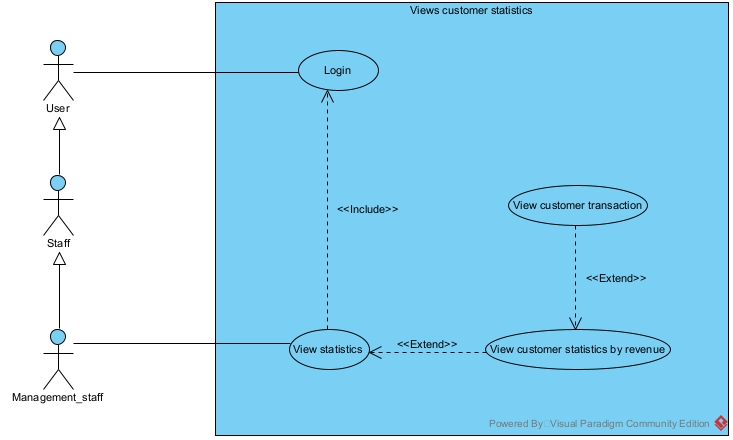 Views customer statistics
Login
User
<<Include>>
View customer transaction
Staff
<<Extend>>
<<Extend>>
View statistics
View customer statistics by revenue
Management_staff
Powered By: Visual Paradigm Community Edition